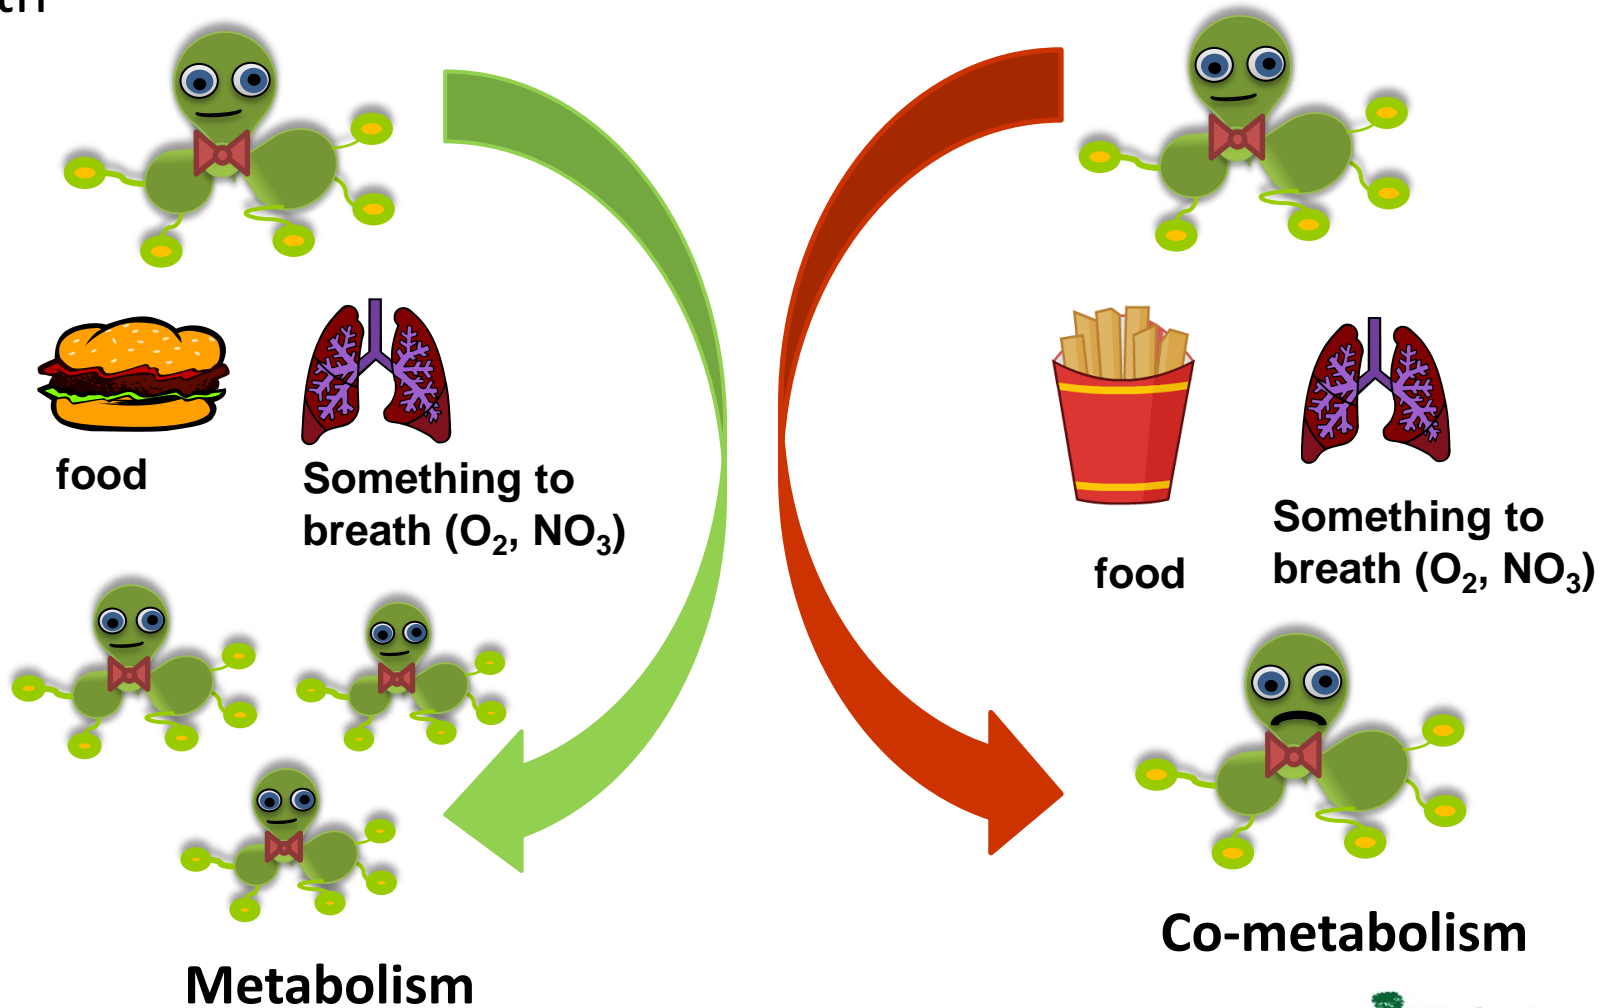 food
Something to
breath (O₂, NO₃)
Metabolism
food
Something to
breath (O₂, NO₃)
Co-metabolism